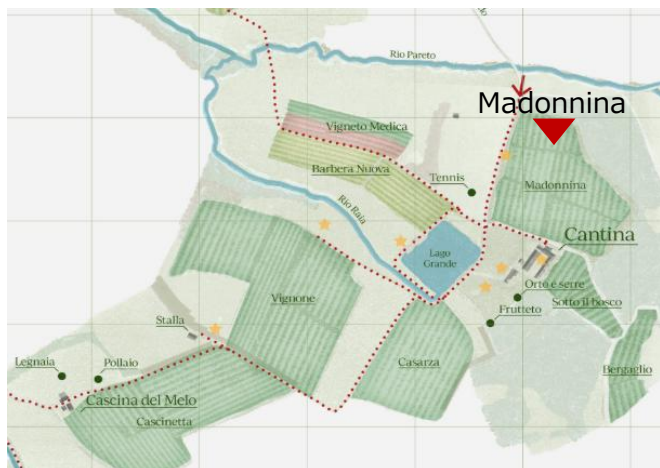 Rio Pareto
Madonnina
Vigneto Medica
Barbera Nuova
Tennis
Madonnina
Rio Raia
Cantina
Lago
Grande
Orto e serre
Sotto il bosco
Vignone
Frutteto
Stalla
Casarza
Legnaia
Pollaio
Bergaglio
Cascina del Melo
Cascinetta